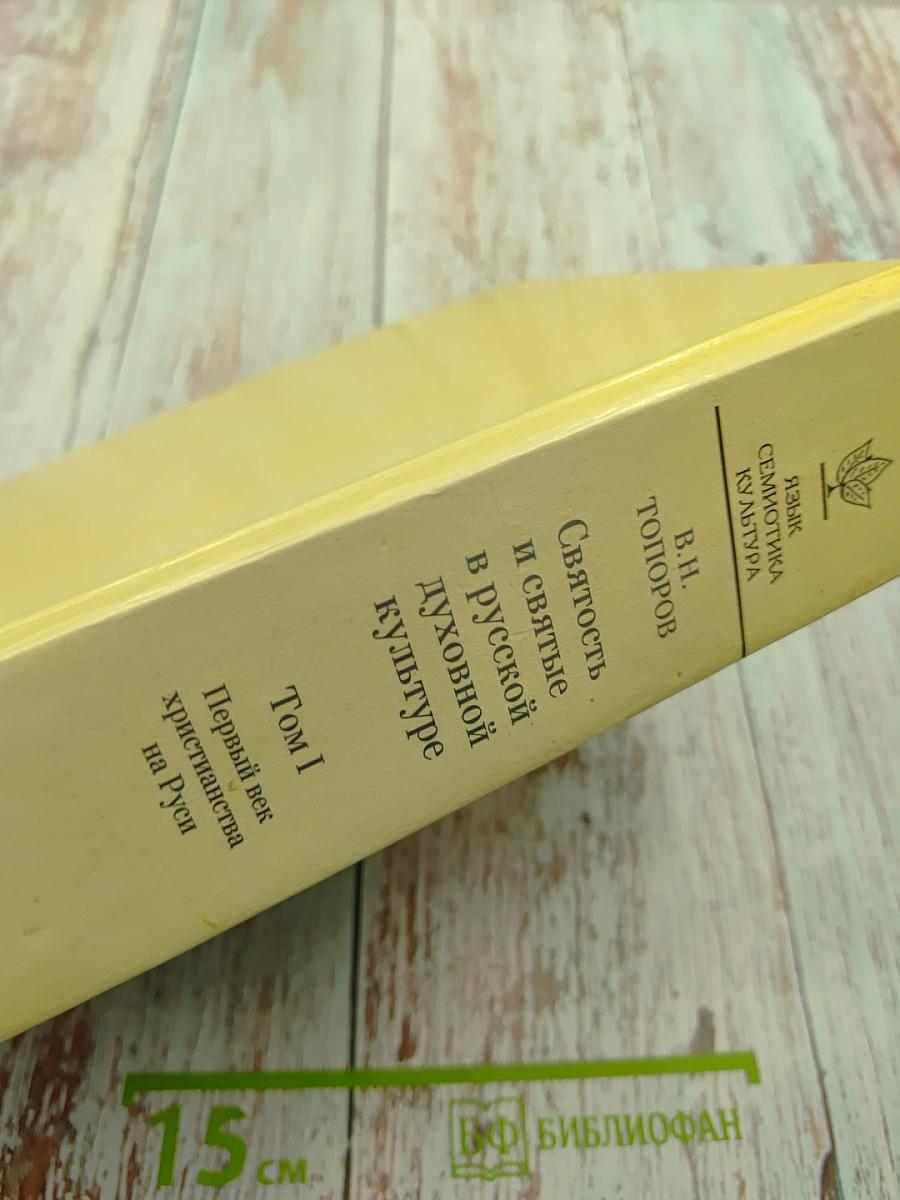 ЯЗЫК
СЕМИОТИКА
КУЛЬТУРА
В.Н.
ТОПОРОВ
Святость
и святые
в русской
духовной
культуре
Том I
Первый век
христианства
на Руси
15 см
БФ БИБЛИОФАН